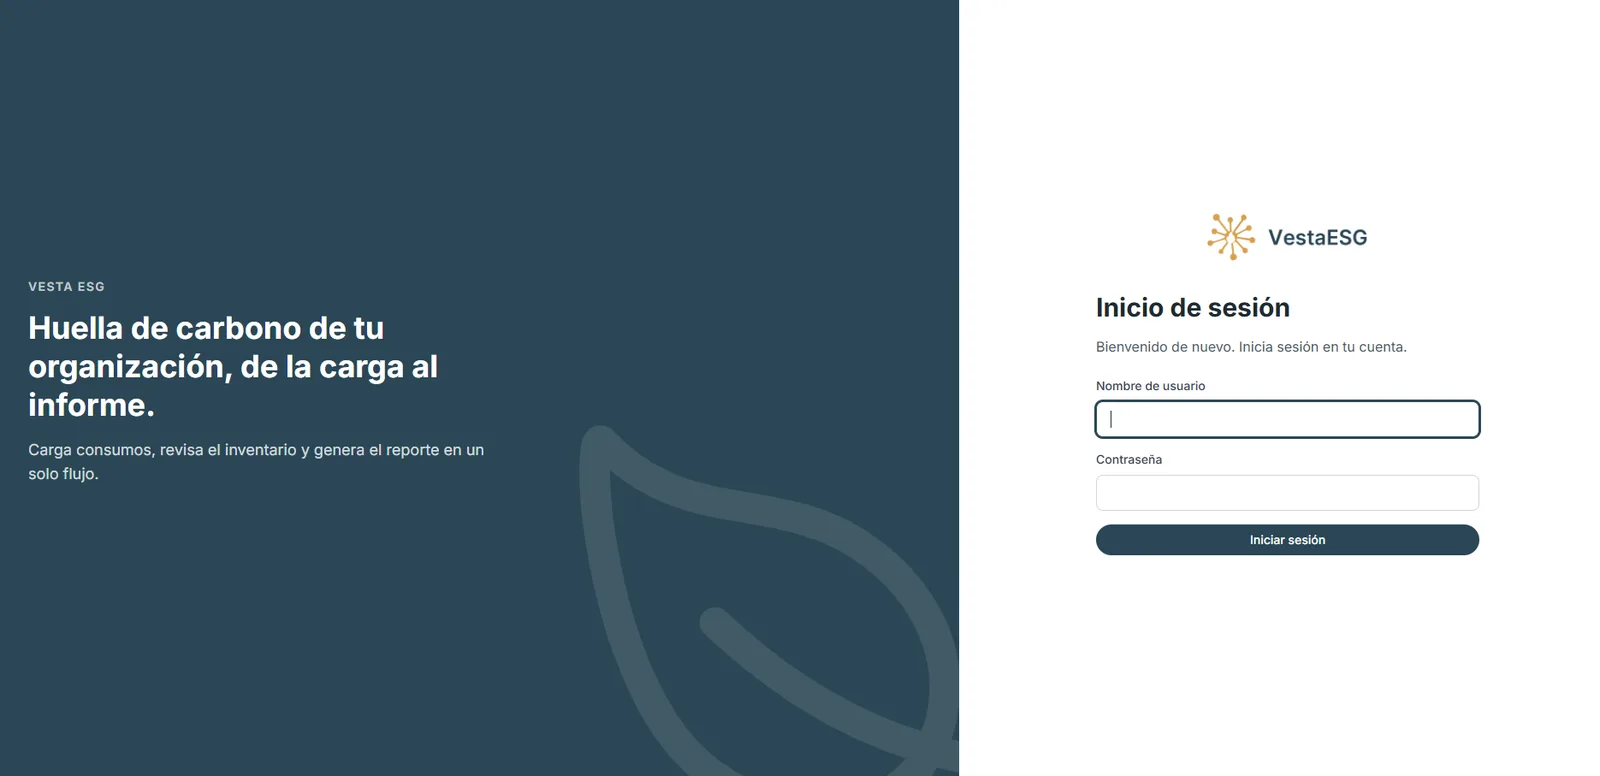 VESTA ESG
Huella de carbono de tu
organización, de la carga al
informe.
Carga consumos, revisa el inventario y genera el reporte en un
solo flujo.
VestaESG
Inicio de sesión
Bienvenido de nuevo. Inicia sesión en tu cuenta.
Nombre de usuario
Contraseña
Iniciar sesión